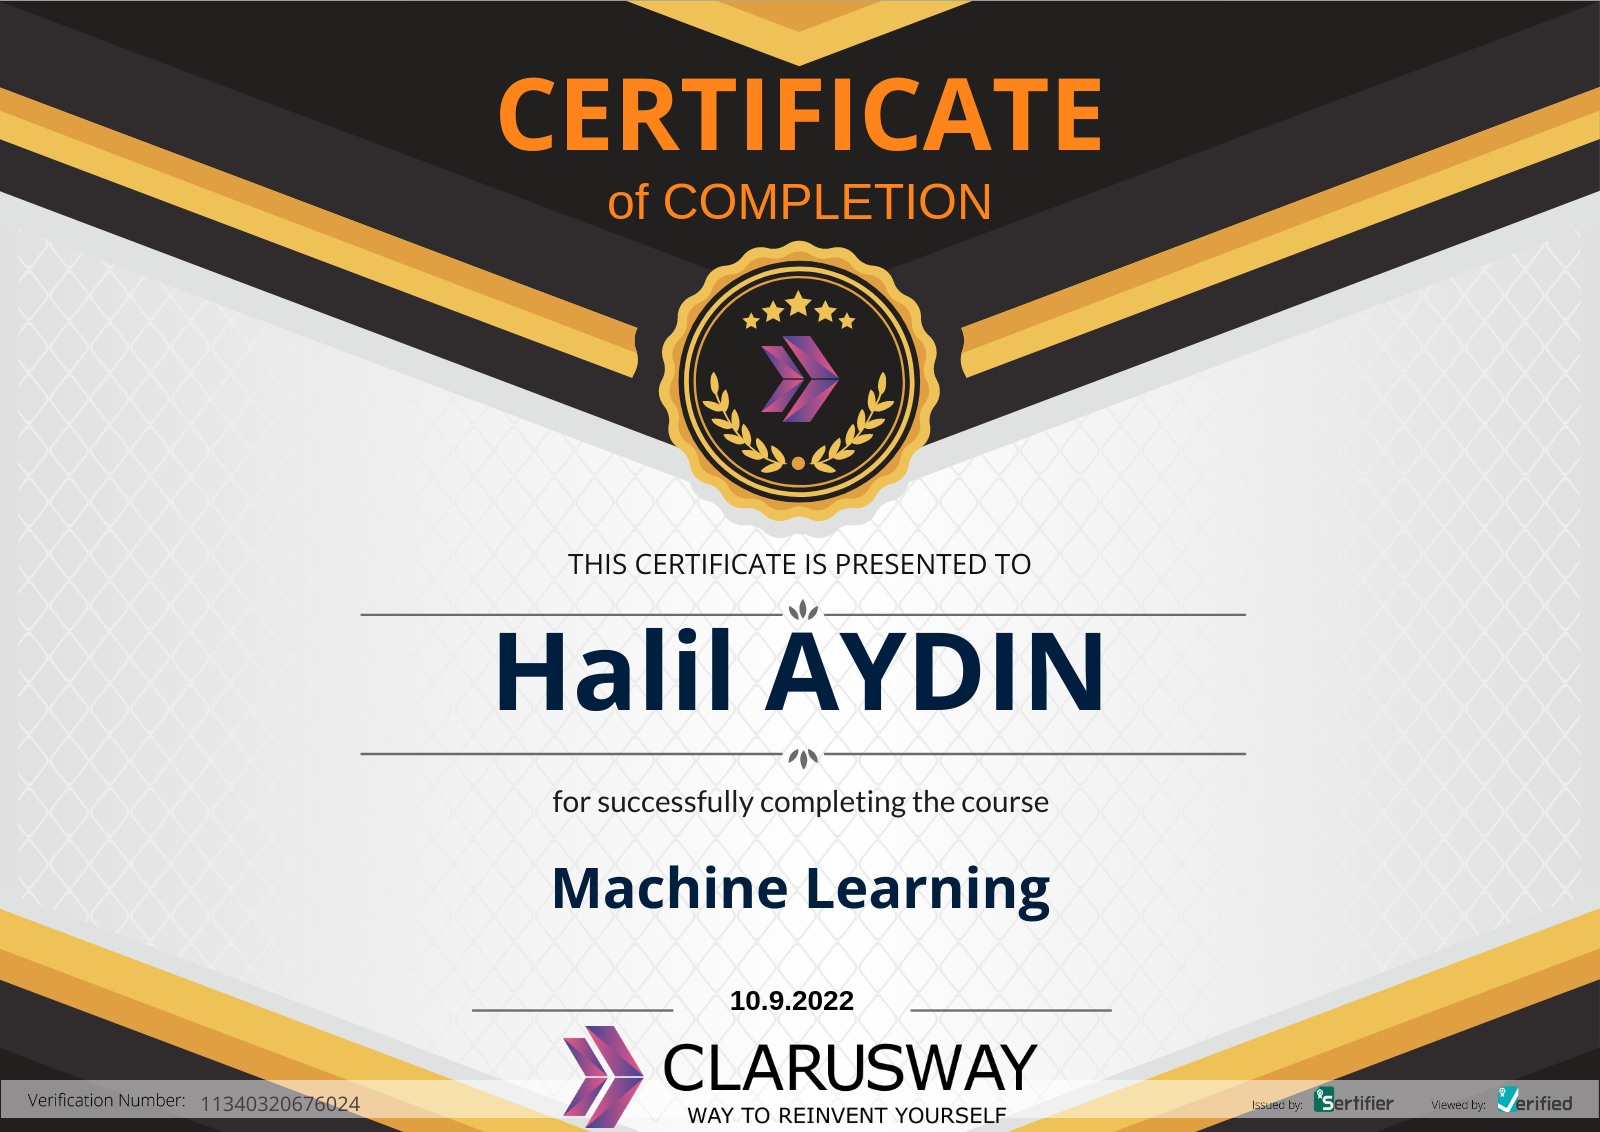 CERTIFICATE
of COMPLETION
THIS CERTIFICATE IS PRESENTED TO
Halil AYDIN
for successfully completing the course
Machine Learning
10.9.2022
CLARUSWAY
WAY TO REINVENT YOURSELF
Verification Number: 11340320676024
Issued by: Sertifier Viewed by: Verified